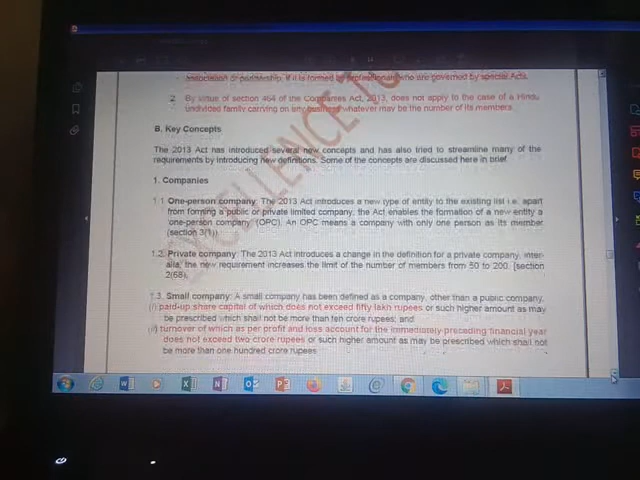 - association or partnership, if it is formed by professionals who are governed by special Acts.
2. By virtue of section 464 of the Companies Act, 2013, does not apply to the case of a Hindu
undivided family carrying on any business whatever may be the number of its members.
B. Key Concepts
The 2013 Act has introduced several new concepts and has also tried to streamline many of the
requirements by introducing new definitions. Some of the concepts are discussed here in brief.
1. Companies
1.1 One-person company: The 2013 Act introduces a new type of entity to the existing list i.e. apart
from forming a public or private limited company, the Act enables the formation of a new entity a
one-person company (OPC). An OPC means a company with only one person as its member
(section 3(1)).
1.2. Private company: The 2013 Act introduces a change in the definition for a private company, inter-
alia, the new requirement increases the limit of the number of members from 50 to 200. [section
2(68).
1.3. Small company: A small company has been defined as a company, other than a public company,
(i) paid-up share capital of which does not exceed fifty lakh rupees or such higher amount as may
be prescribed which shall not be more than ten crore rupees; and
(ii) turnover of which as per profit and loss account for the immediately preceding financial year
does not exceed two crore rupees or such higher amount as may be prescribed which shall not
be more than one hundred crore rupees
EXCELLENCE